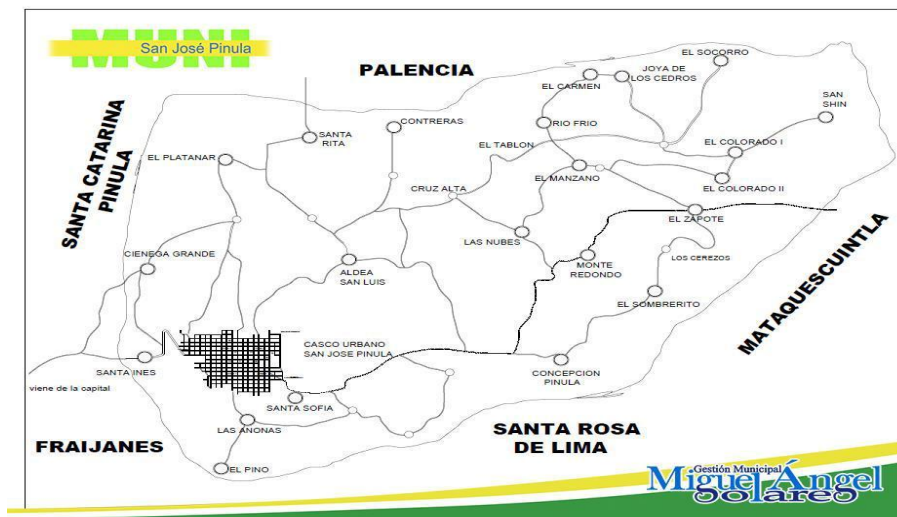 MUNI
San José Pinula
PALENCIA
EL SOCORRO
EL CARMEN
JOYA DE
LOS CEDROS
SAN
SHIN
SANTA CATARINA
PINULA
SANTA
RITA
CONTRERAS
RIO FRIO
EL TABLON
EL COLORADO I
EL PLATANAR
EL MANZANO
CRUZ ALTA
EL COLORADO II
EL ZAPOTE
LAS NUBES
CIENEGA GRANDE
ALDEA
SAN LUIS
MONTE
REDONDO
LOS CEREZOS
MATAQUESCUINTLA
EL SOMBRERITO
CASCO URBANO
SAN JOSE PINULA
SANTA INES
CONCEPCION
PINULA
viene de la capital
SANTA SOFIA
LAS ANONAS
SANTA ROSA
DE LIMA
FRAIJANES
EL PINO
Gestión Municipal
Miguel Ángel
Solares